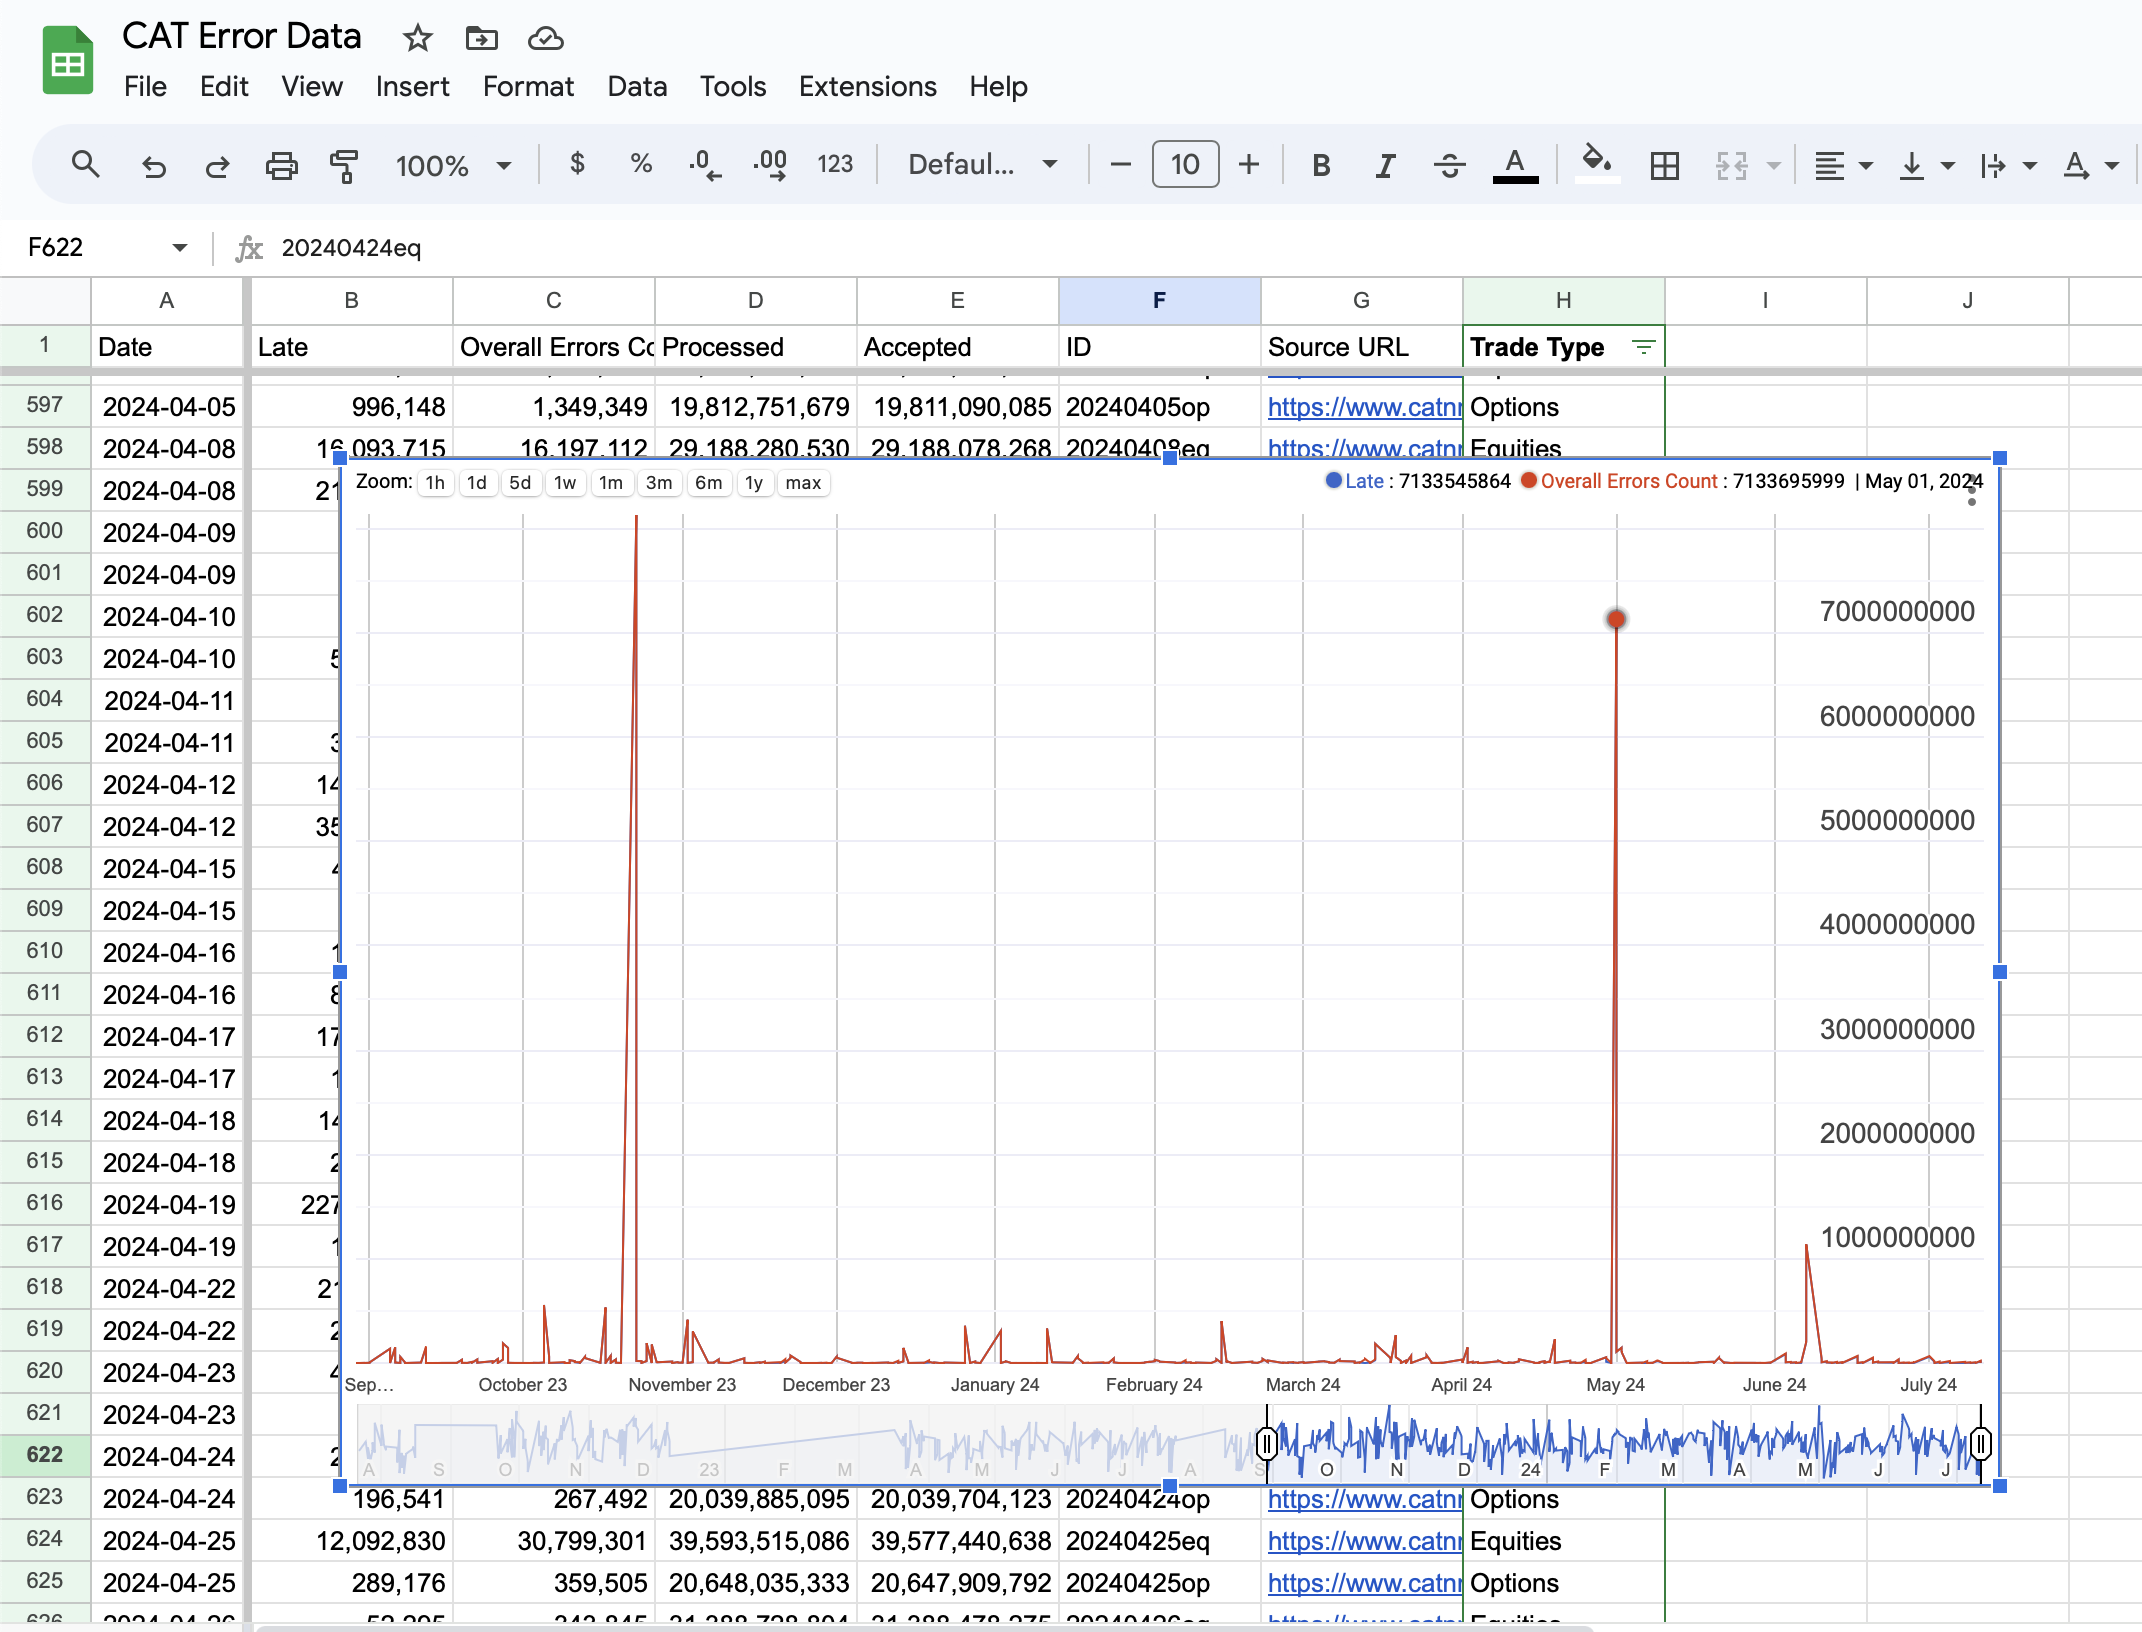 CAT Error Data
File Edit View Insert Format Data Tools Extensions Help
100% $ % .0 .00 123 Defaul... 10 B I S A A
F622 fx 20240424eq
A B C D E F G H I J
1 Date Late Overall Errors Co Processed Accepted ID Source URL Trade Type
597 2024-04-05 996,148 1,349,349 19,812,751,679 19,811,090,085 20240405op https://www.catnr Options
598 2024-04-08 16,093,715 16,197,112 29,188,280,530 29,188,078,268 20240408eq https://www.catnr Equities
Zoom: 1h 1d 5d 1w 1m 3m 6m 1y max Late : 7133545864 Overall Errors Count : 7133695999 | May 01, 2024
599 2024-04-08 21
600 2024-04-09
601 2024-04-09
602 2024-04-10 7000000000
603 2024-04-10 5
604 2024-04-11 6000000000
605 2024-04-11 3
606 2024-04-12 14
607 2024-04-12 35 5000000000
608 2024-04-15 4
609 2024-04-15 4000000000
610 2024-04-16 1
611 2024-04-16 8
612 2024-04-17 17 3000000000
613 2024-04-17 1
614 2024-04-18 14 2000000000
615 2024-04-18 2
616 2024-04-19 227
617 2024-04-19 1 1000000000
618 2024-04-22 21
619 2024-04-22 2
620 2024-04-23 4
Sep... October 23 November 23 December 23 January 24 February 24 March 24 April 24 May 24 June 24 July 24
621 2024-04-23
622 2024-04-24 2
A S O N D 23 F M A M J J A S O N D 24 F M A M J J
623 2024-04-24 196,541 267,492 20,039,885,095 20,039,704,123 20240424op https://www.catnr Options
624 2024-04-25 12,092,830 30,799,301 39,593,515,086 39,577,440,638 20240425eq https://www.catnr Equities
625 2024-04-25 289,176 359,505 20,648,035,333 20,647,909,792 20240425op https://www.catnr Options
626 2024-04-26 20240426eq https://www.catnr Equities